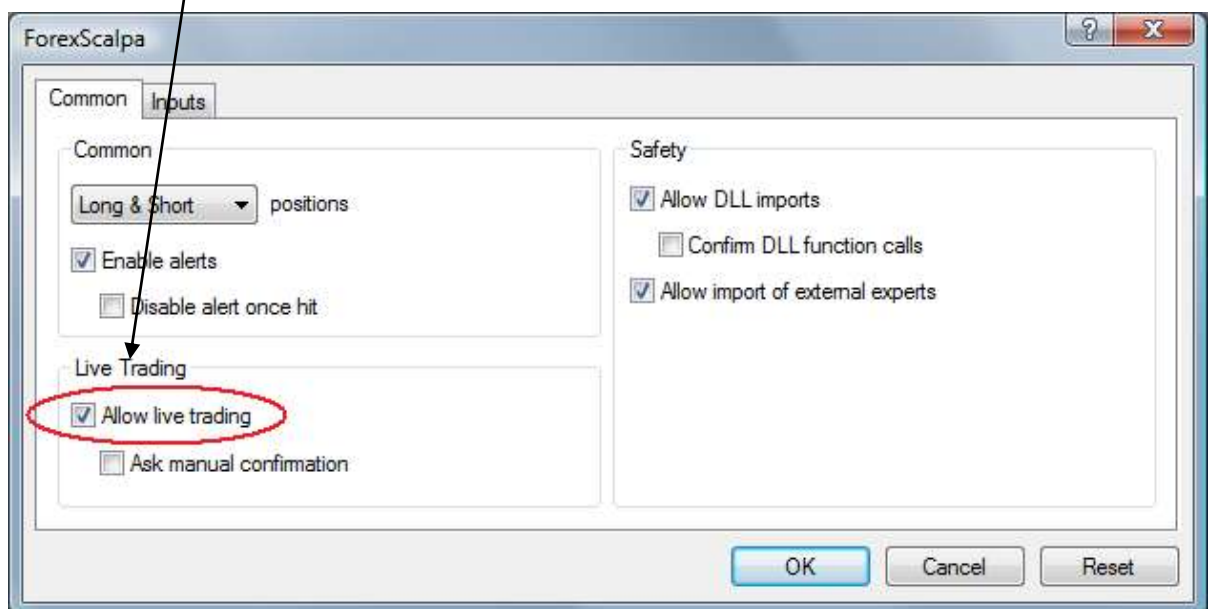 ForexScalpa
Common
Inputs
Common
Long & Short
positions
Enable alerts
Disable alert once hit
Live Trading
Allow live trading
Ask manual confirmation
Safety
Allow DLL imports
Confirm DLL function calls
Allow import of external experts
OK
Cancel
Reset